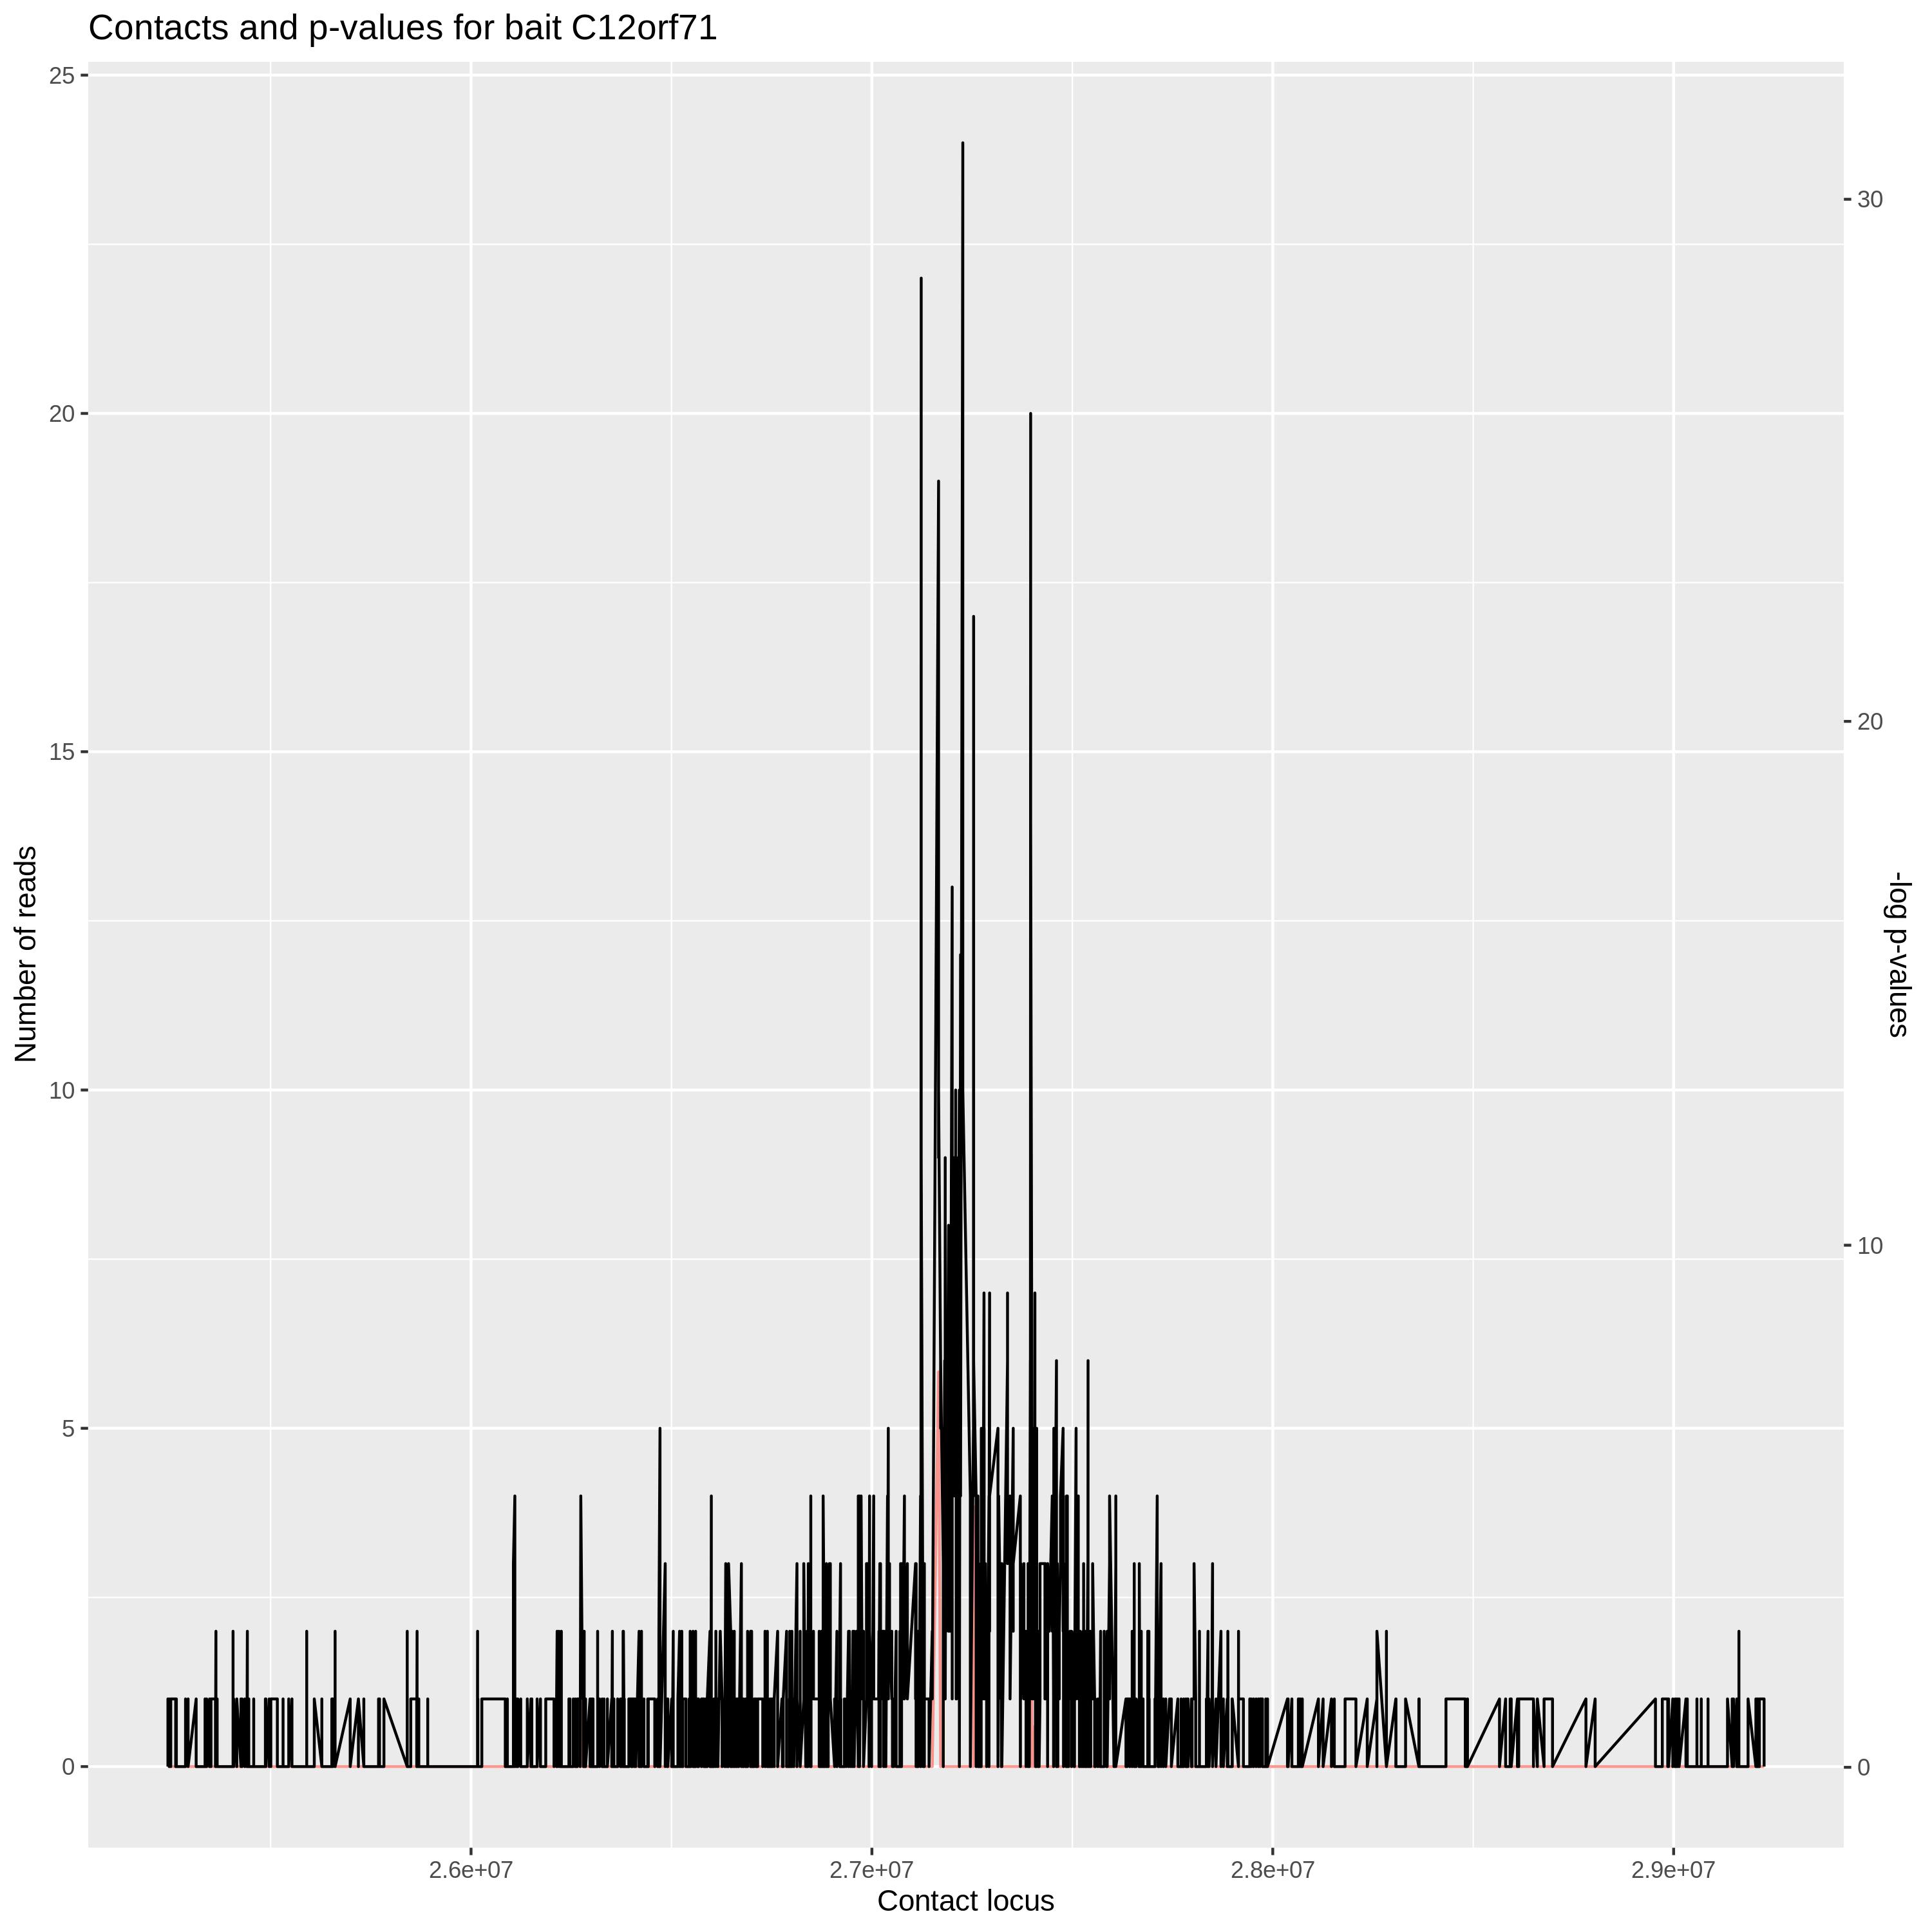 Contacts and p-values for bait C12orf71
25
20
15
10
5
0
30
20
10
0
Number of reads
-log p-values
2.6e+07
2.7e+07
2.8e+07
2.9e+07
Contact locus